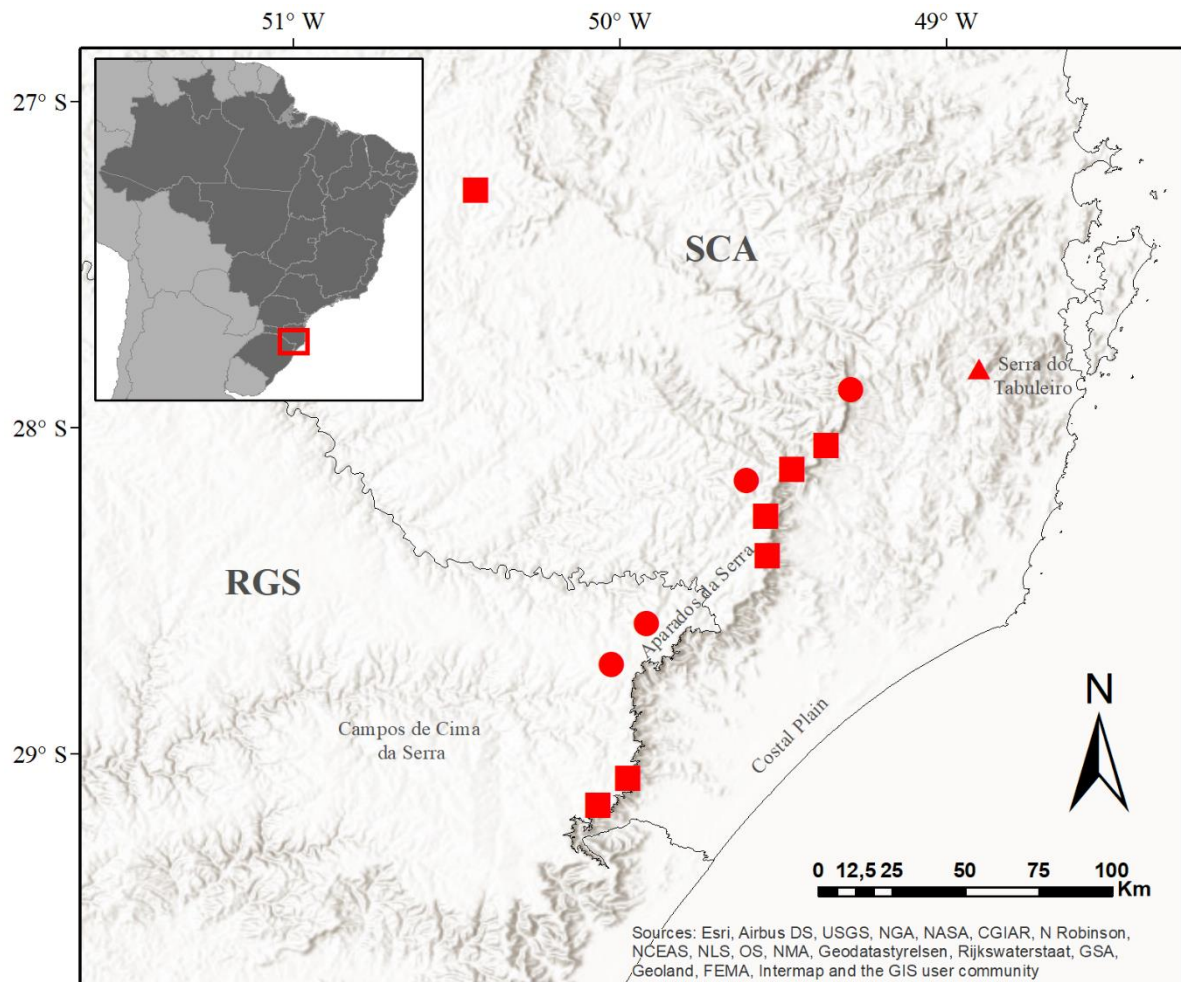 51° W 50° W 49° W
27° S
SCA
Serra do
Tabuleiro
28° S
RGS
Aparados da Serra
Campos de Cima
da Serra
Costal Plain
29° S
N
0 12,5 25 50 75 100
Km
Sources: Esri, Airbus DS, USGS, NGA, NASA, CGIAR, N Robinson,
NCEAS, NLS, OS, NMA, Geodatastyrelsen, Rijkswaterstaat, GSA,
Geoland, FEMA, Intermap and the GIS user community